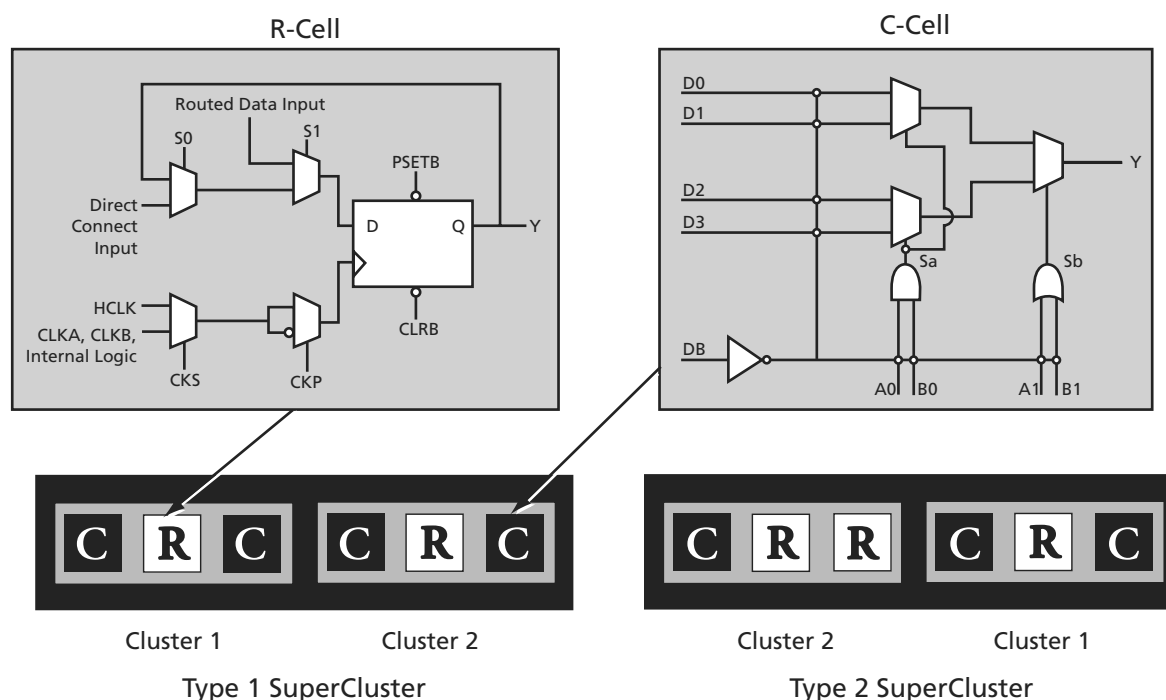 R-Cell
Routed Data Input
S0
S1
PSETB
Direct
Connect
Input
D
Q
Y
HCLK
CLKA, CLKB,
Internal Logic
CKS
CKP
CLRB
C-Cell
D0
D1
Y
D2
D3
Sa
Sb
DB
A0
B0
A1
B1
C R C
C R C
C R R
C R C
Cluster 1
Cluster 2
Cluster 2
Cluster 1
Type 1 SuperCluster
Type 2 SuperCluster